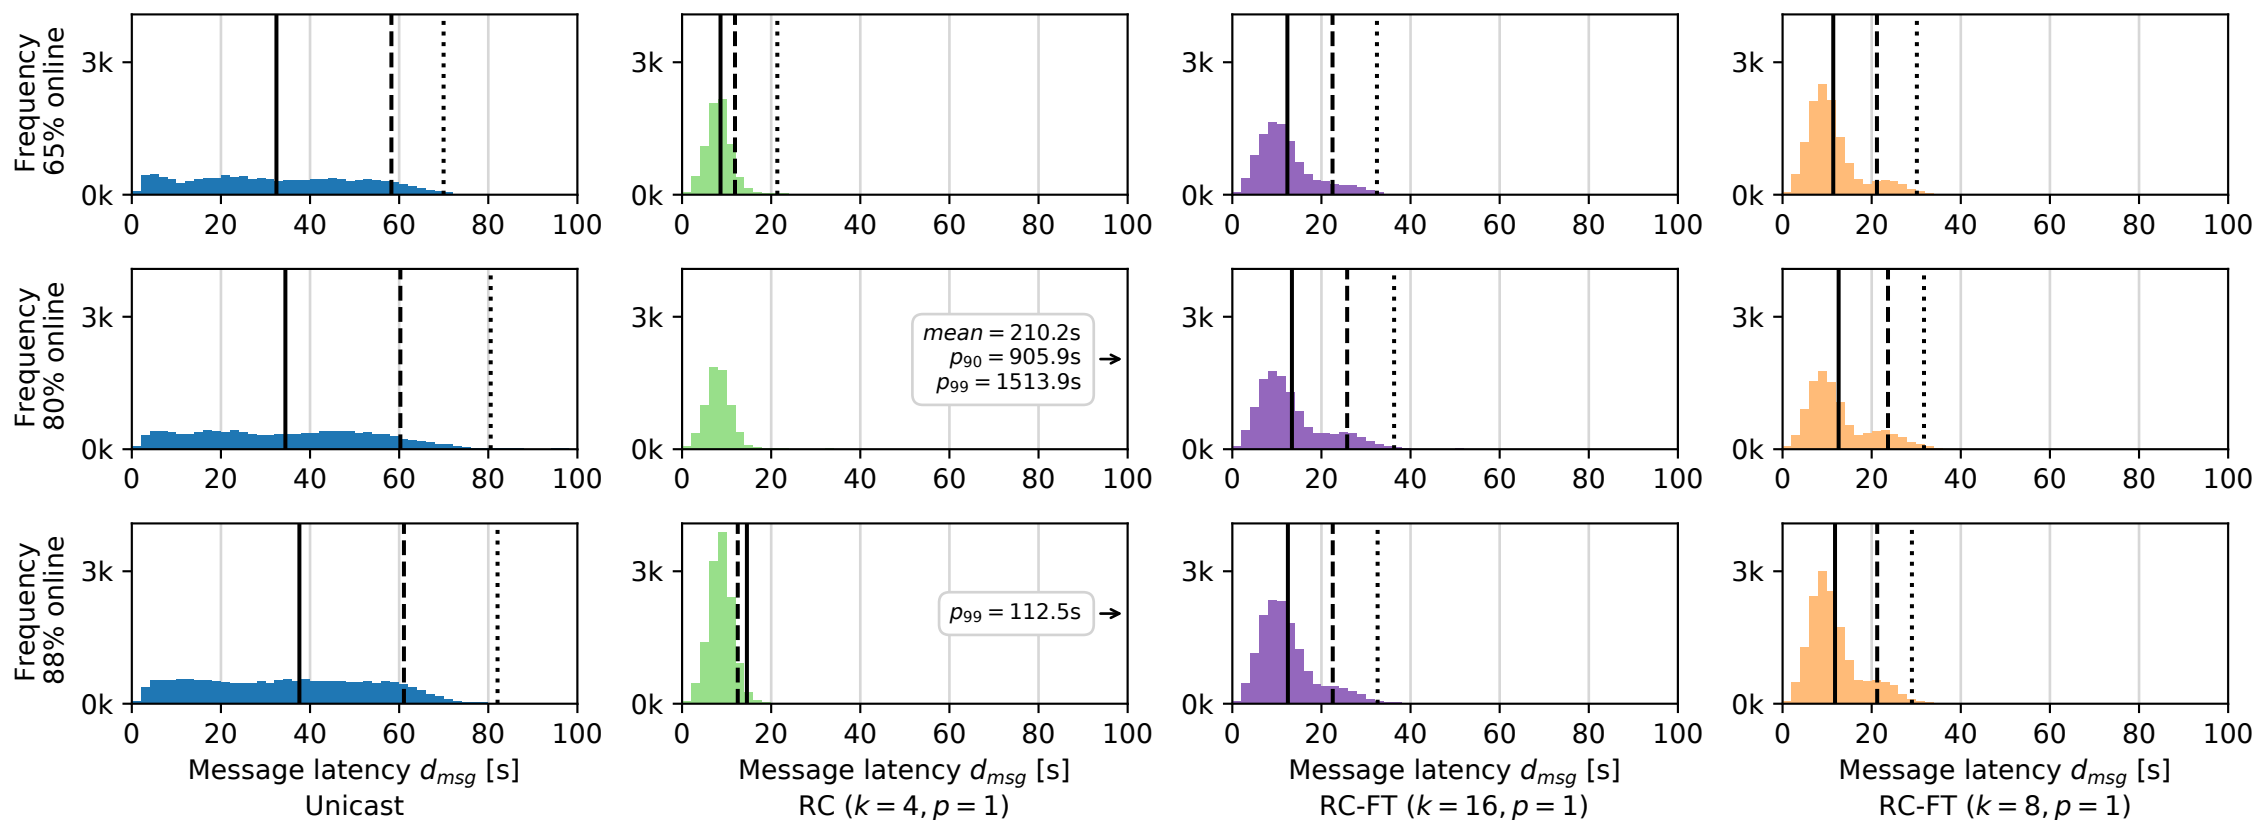 Frequency
65% online
3k
0k
0 20 40 60 80 100
3k
0k
0 20 40 60 80 100
3k
0k
0 20 40 60 80 100
3k
0k
0 20 40 60 80 100
Frequency
80% online
3k
0k
0 20 40 60 80 100
3k
0k
mean = 210.2s
p90 = 905.9s
p99 = 1513.9s
0 20 40 60 80 100
3k
0k
0 20 40 60 80 100
3k
0k
0 20 40 60 80 100
Frequency
88% online
3k
0k
0 20 40 60 80 100
Message latency dmsg [s]
Unicast
3k
0k
p99 = 112.5s
0 20 40 60 80 100
Message latency dmsg [s]
RC (k = 4, p = 1)
3k
0k
0 20 40 60 80 100
Message latency dmsg [s]
RC-FT (k = 16, p = 1)
3k
0k
0 20 40 60 80 100
Message latency dmsg [s]
RC-FT (k = 8, p = 1)